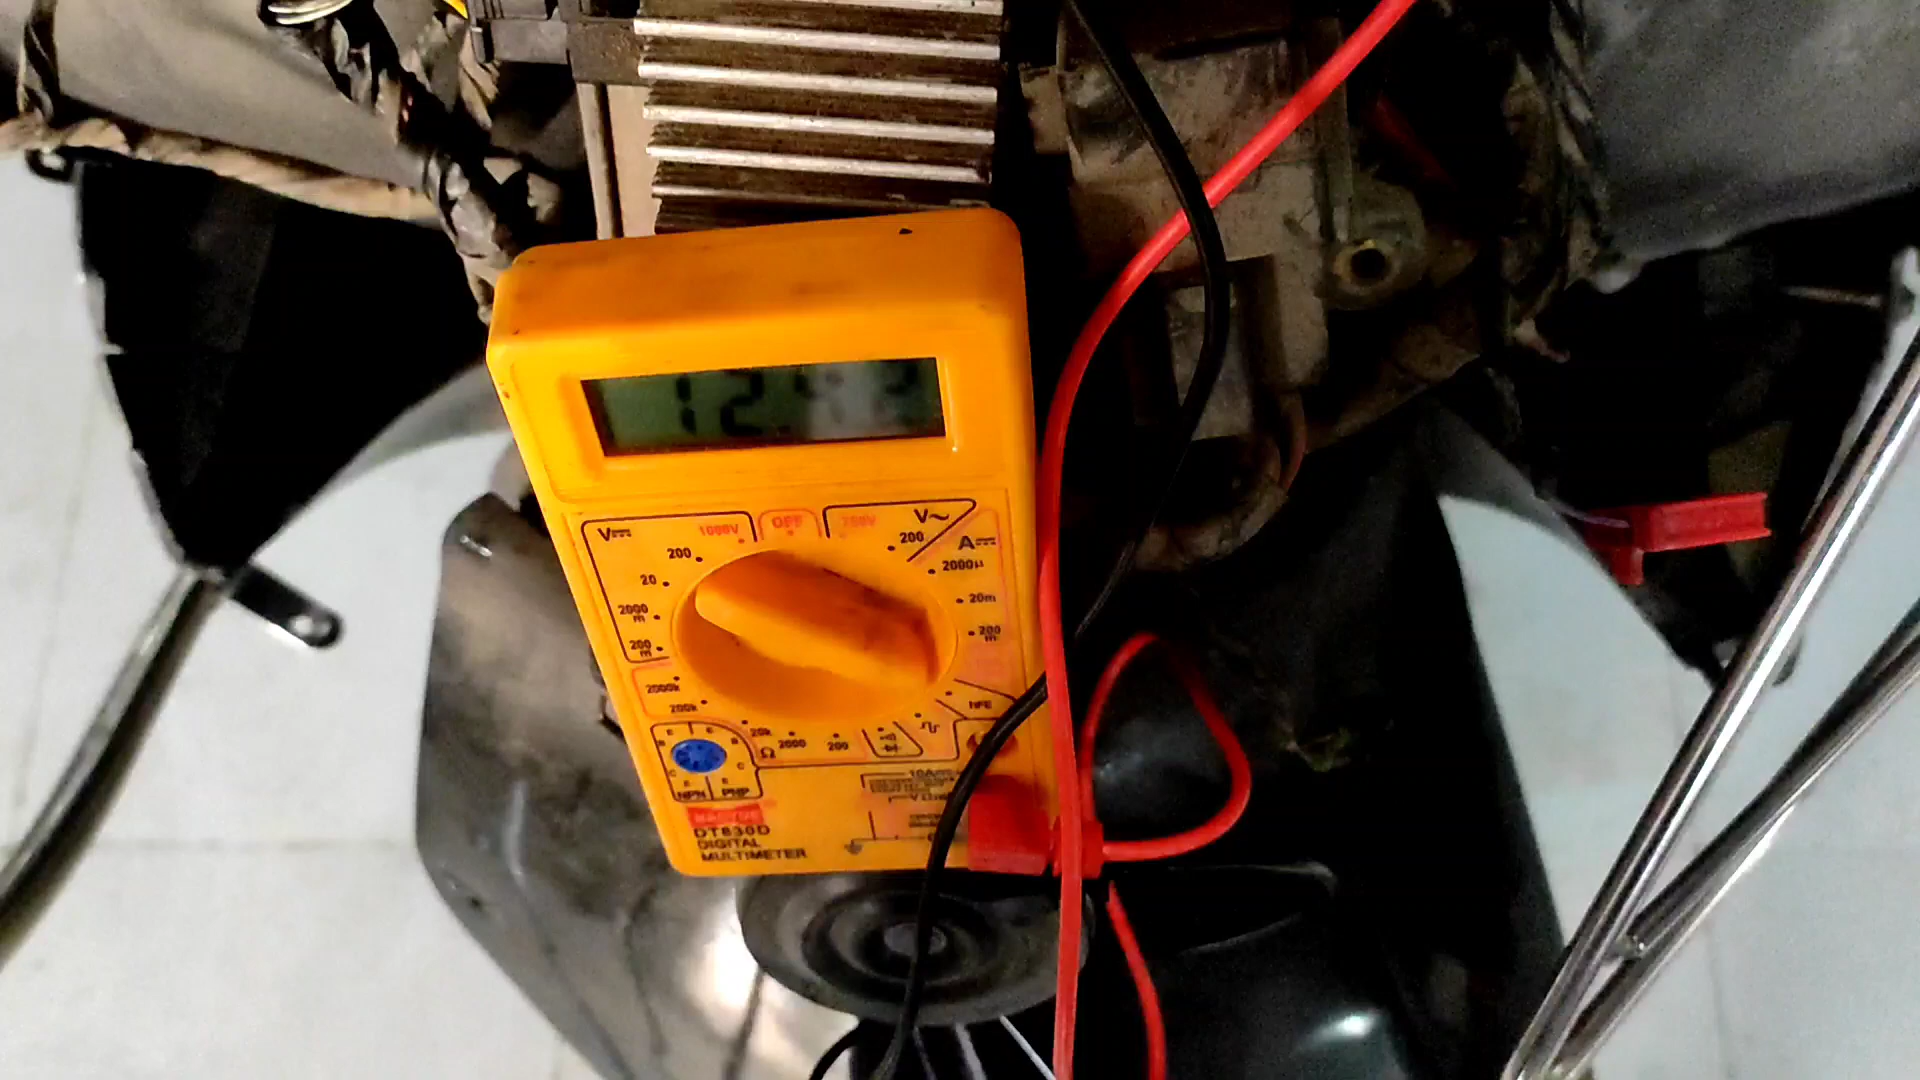 V⎓
1000V
OFF
750V
V~
200
200
A⎓
20
2000µ
2000
m
20m
200
m
200
m
2000k
200k
20k
2000
200
Ω
hFE
E
C
B
B
E
C
C
E
E
NPN
PNP
10A
DT830D
DIGITAL
MULTIMETER